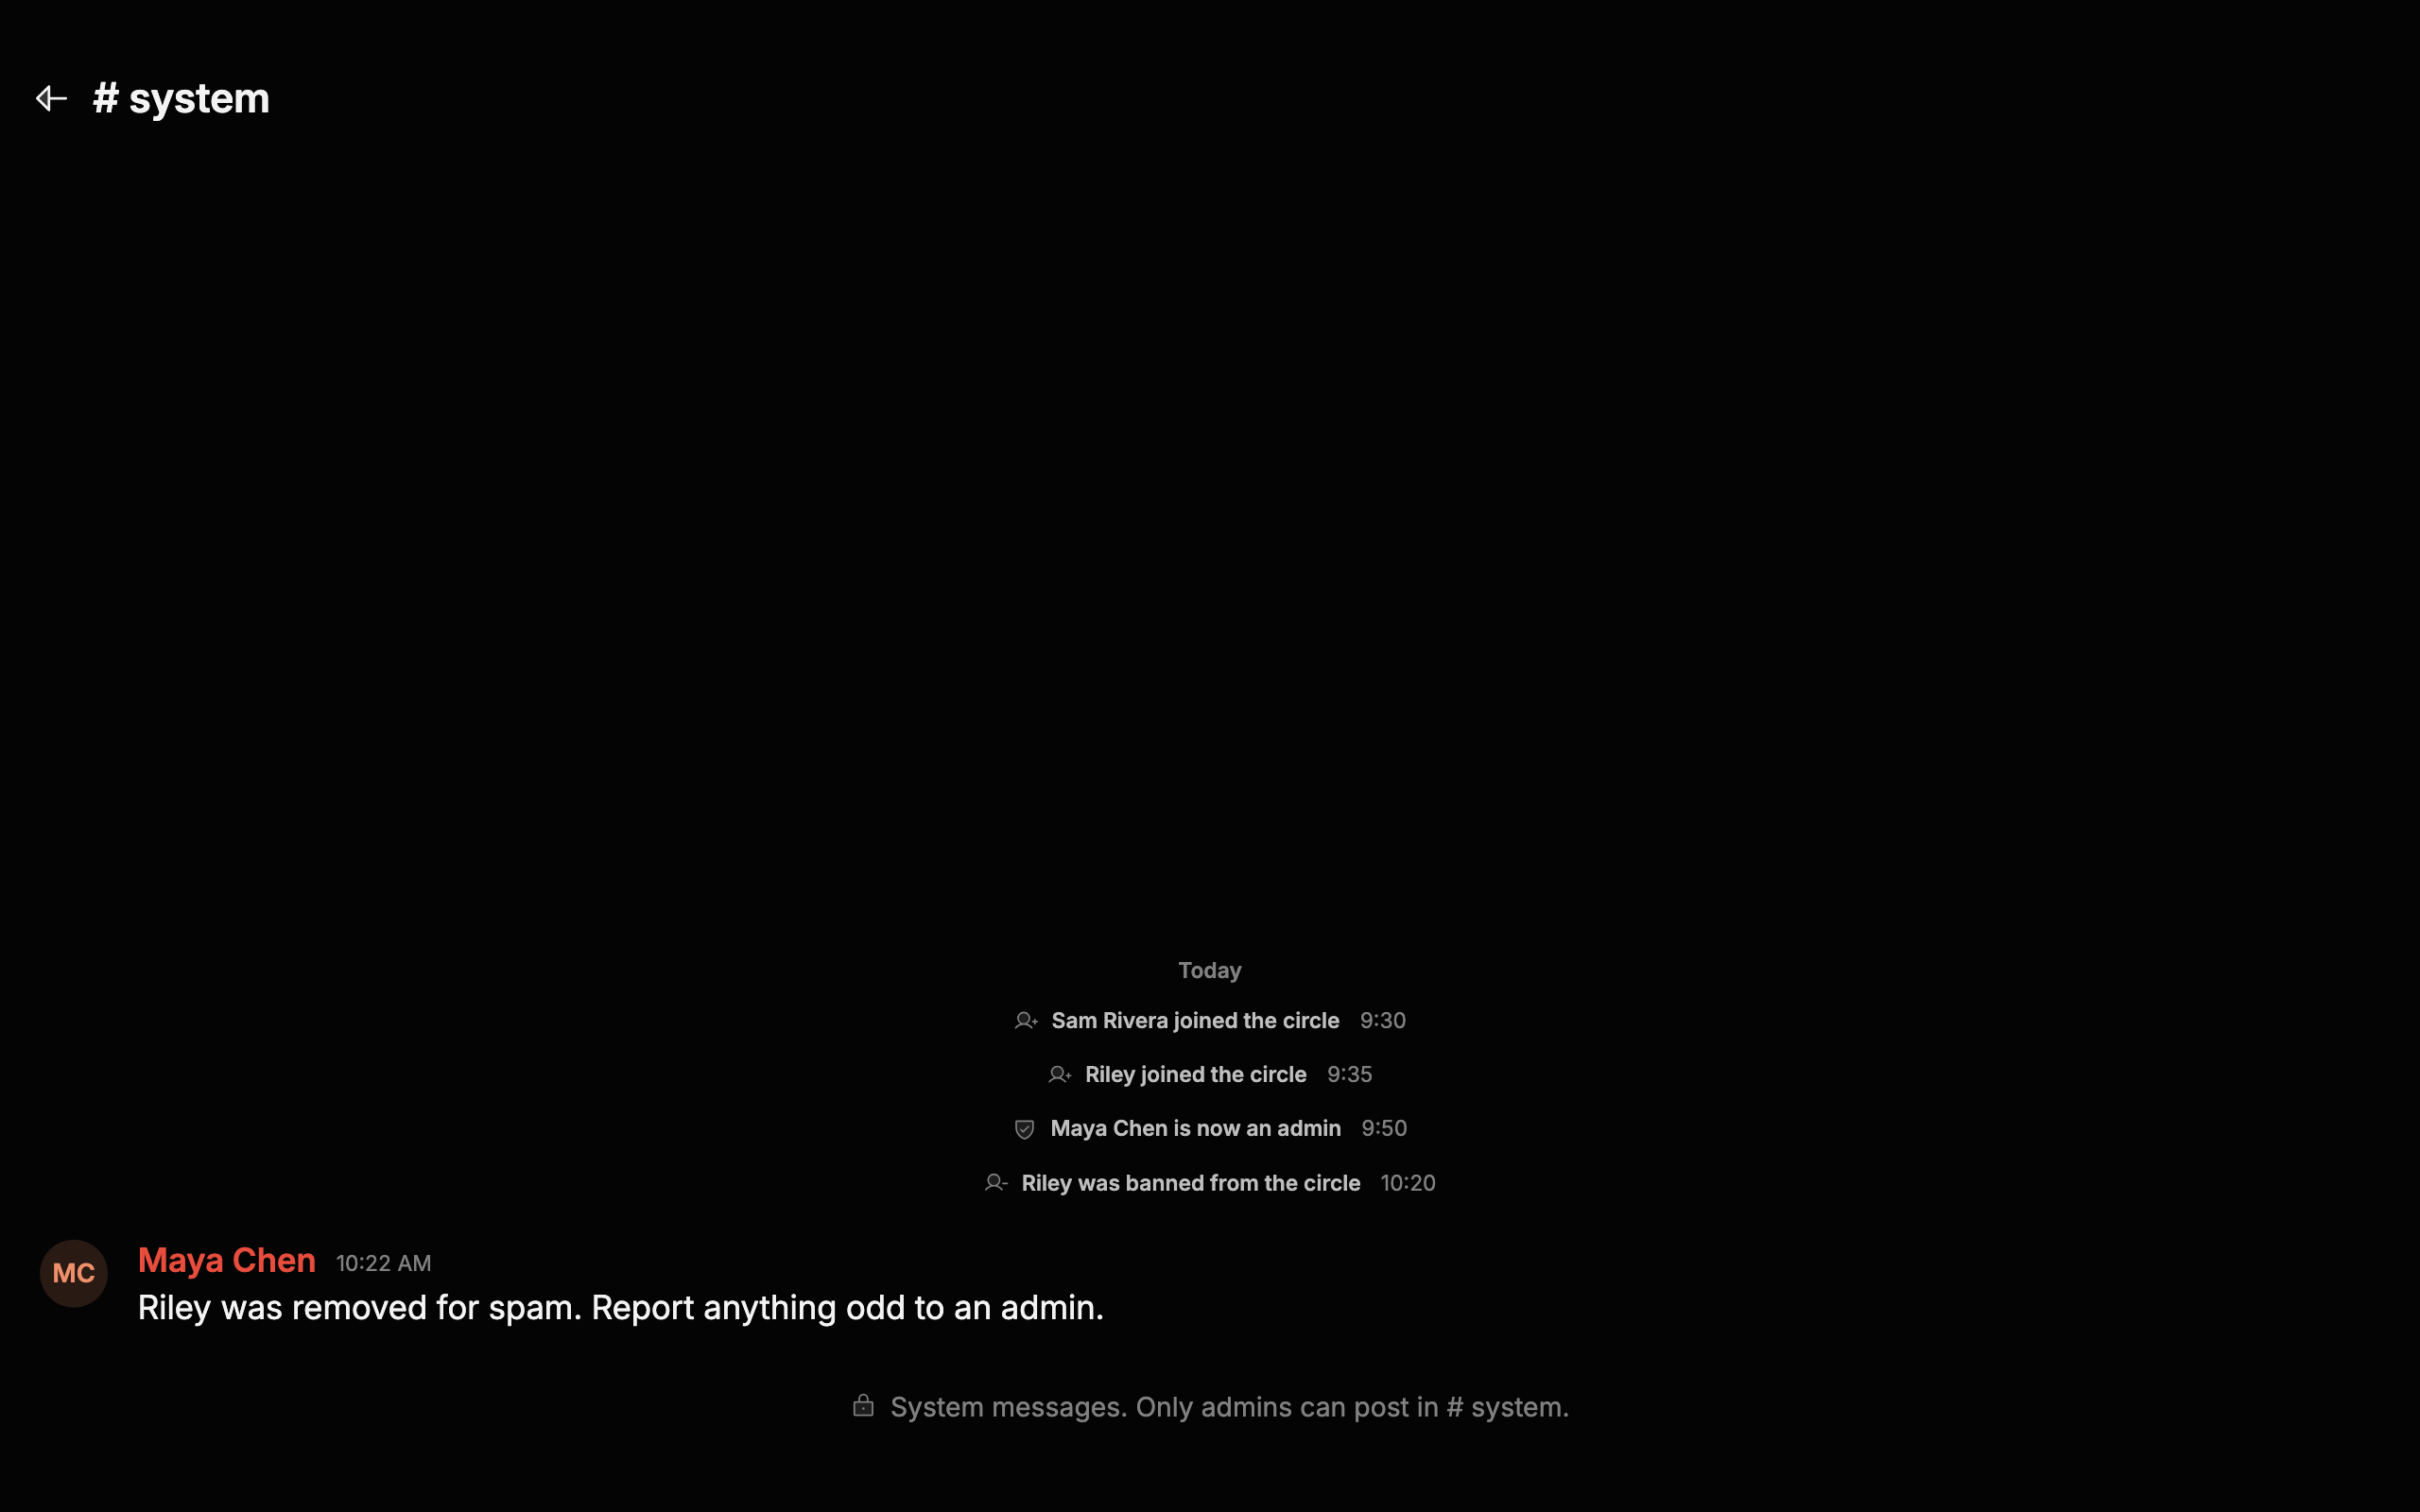 # system
Today
Sam Rivera joined the circle 9:30
Riley joined the circle 9:35
Maya Chen is now an admin 9:50
Riley was banned from the circle 10:20
MC
Maya Chen 10:22 AM
Riley was removed for spam. Report anything odd to an admin.
System messages. Only admins can post in # system.